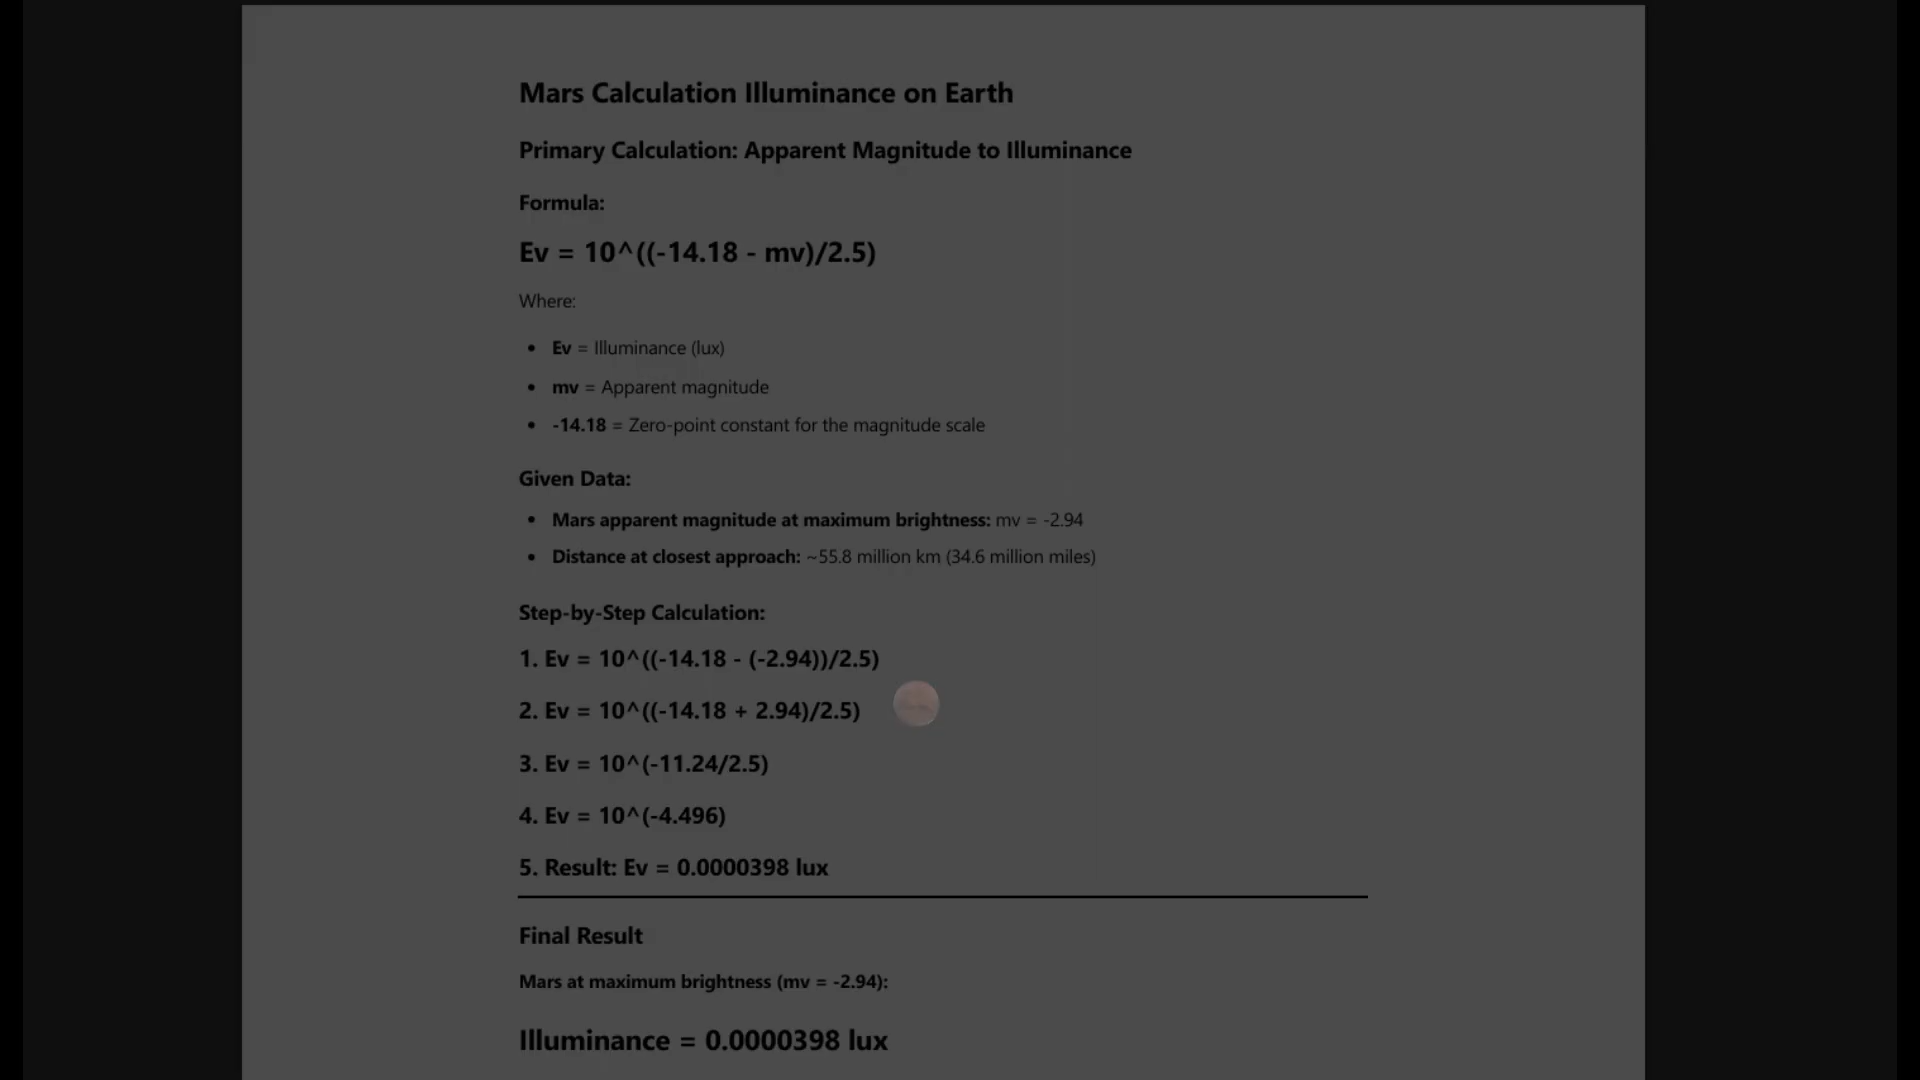 Mars Calculation Illuminance on Earth
Primary Calculation: Apparent Magnitude to Illuminance
Formula:
Ev = 10^((-14.18 - mv)/2.5)
Where:
• Ev = Illuminance (lux)
• mv = Apparent magnitude
• -14.18 = Zero-point constant for the magnitude scale
Given Data:
• Mars apparent magnitude at maximum brightness: mv = -2.94
• Distance at closest approach: ~55.8 million km (34.6 million miles)
Step-by-Step Calculation:
1. Ev = 10^((-14.18 - (-2.94))/2.5)
2. Ev = 10^((-14.18 + 2.94)/2.5)
3. Ev = 10^(-11.24/2.5)
4. Ev = 10^(-4.496)
5. Result: Ev = 0.0000398 lux
Final Result
Mars at maximum brightness (mv = -2.94):
Illuminance = 0.0000398 lux